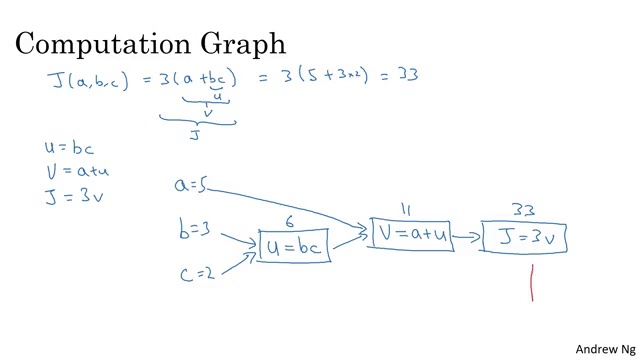 Computation Graph
J(a,b,c) = 3(a+bc) = 3(5+3×2) = 33
u
v
J
u = bc
V = a+u
J = 3v
a=5
11
33
b=3
6
V = a+u
J = 3v
u = bc
c=2
Andrew Ng